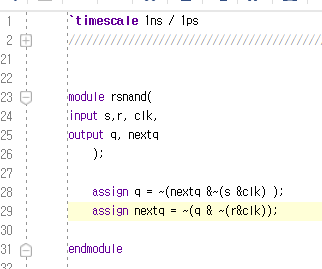 1 `timescale 1ns / 1ps
2 //////////////////////////////////////////
21
22
23 module rsnand(
24 input s,r, clk,
25 output q, nextq
26 );
27
28 assign q = ~(nextq &~(s &clk) );
29 assign nextq = ~(q & ~(r&clk));
30
31 endmodule